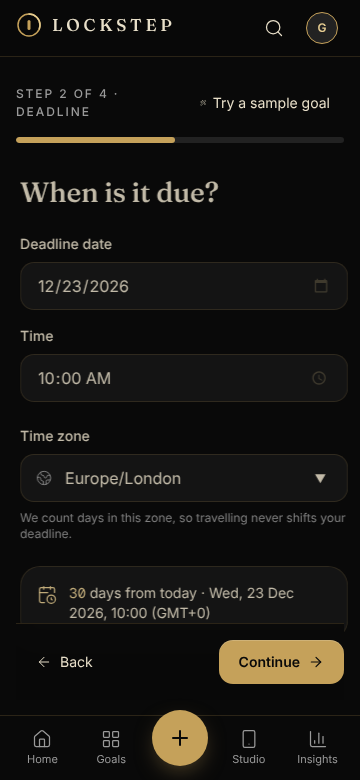 LOCKSTEP
G
STEP 2 OF 4 ·
DEADLINE
Try a sample goal
When is it due?
Deadline date
12/23/2026
Time
10:00 AM
Time zone
Europe/London
We count days in this zone, so travelling never shifts your
deadline.
30 days from today · Wed, 23 Dec
2026, 10:00 (GMT+0)
Back
Continue
Home
Goals
Studio
Insights